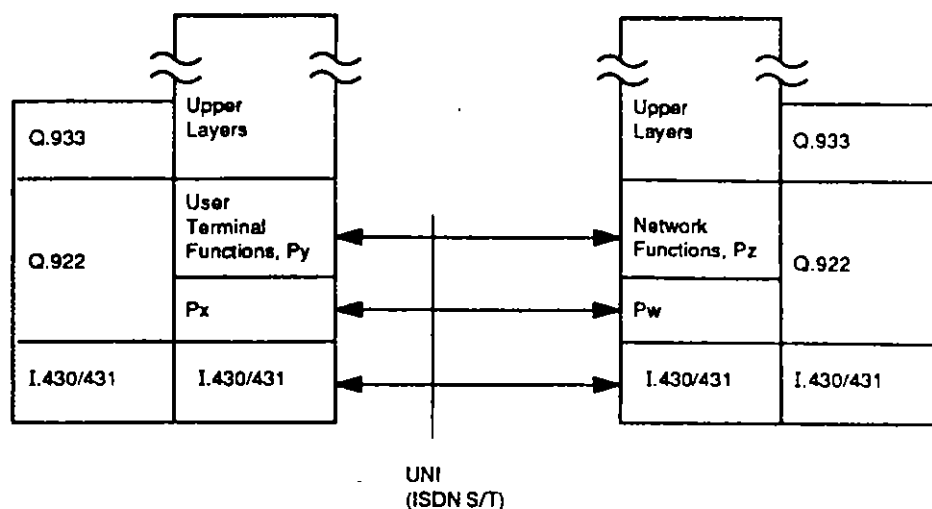 Upper
Layers
Q.933
User
Terminal
Functions, Py
Q.922
Px
I.430/431
I.430/431
Upper
Layers
Q.933
Network
Functions, Pz
Q.922
Pw
I.430/431
I.430/431
UNI
(ISDN S/T)